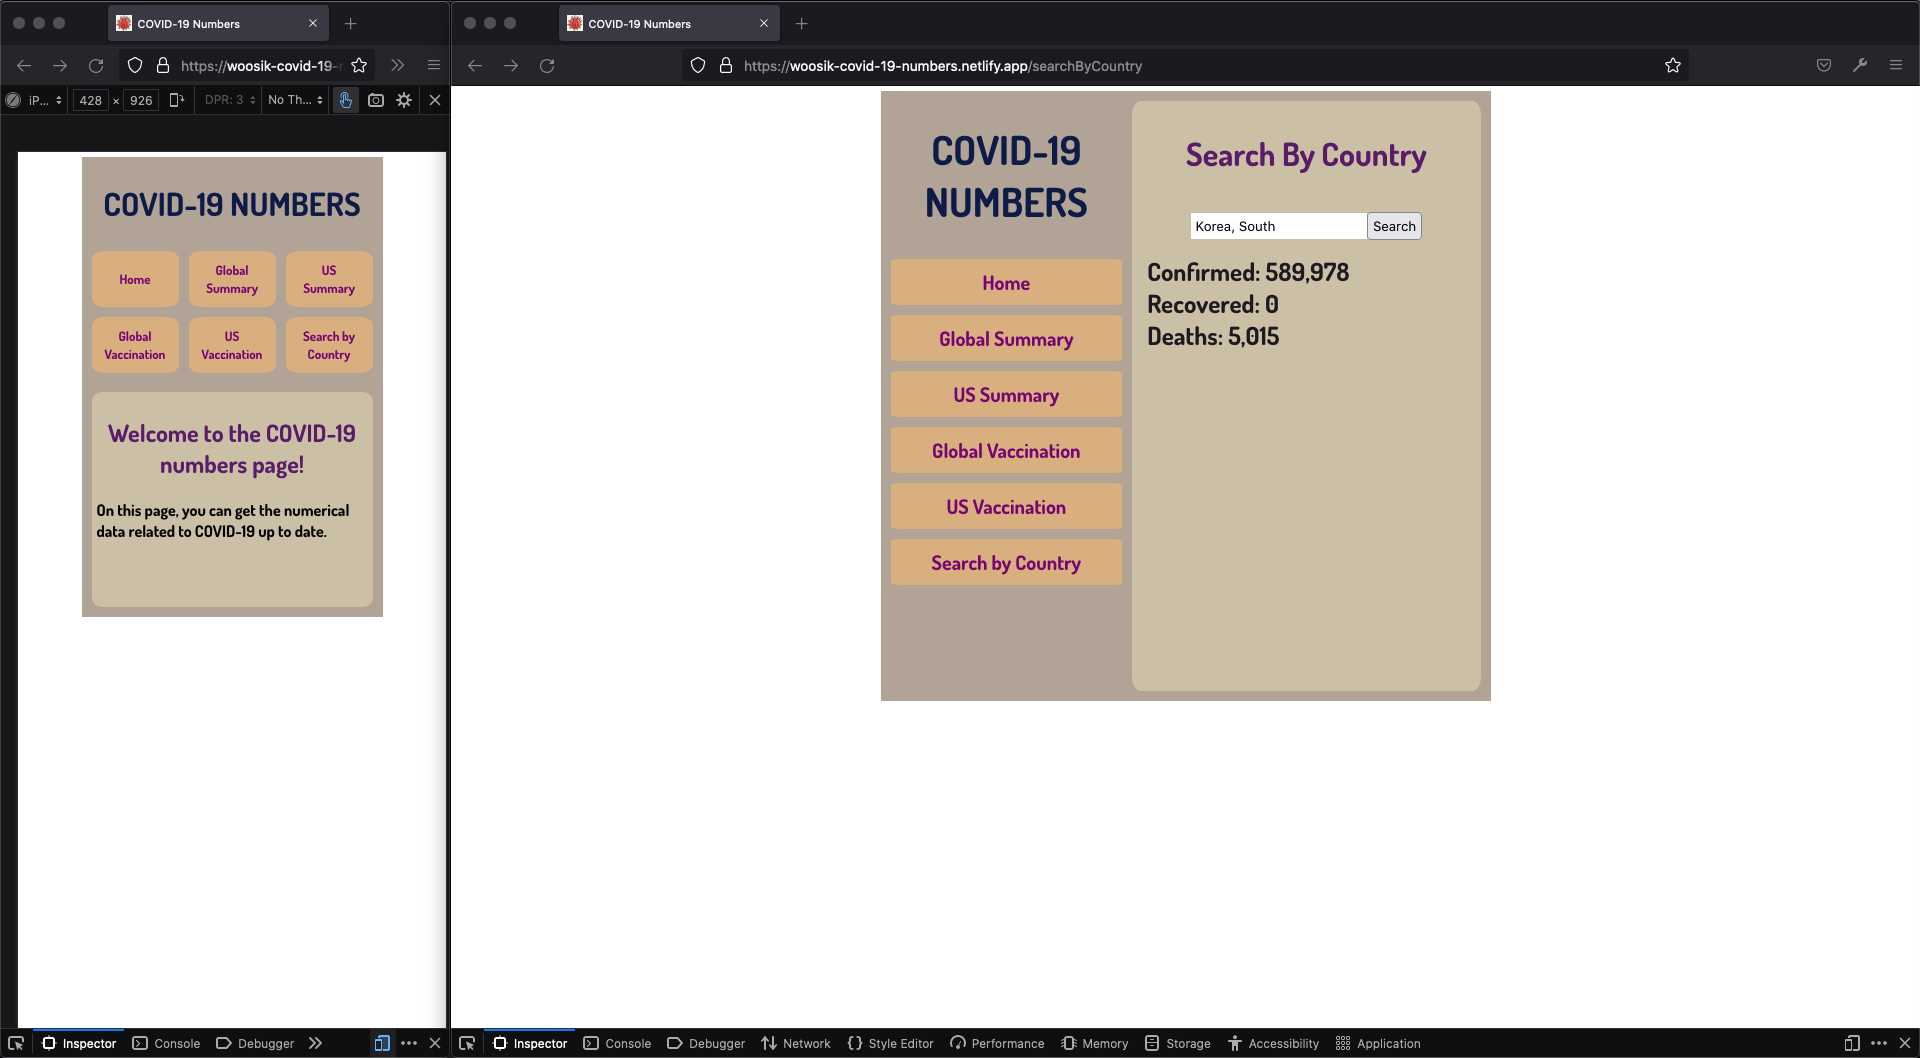 COVID-19 Numbers
https://woosik-covid-19-
iP...
428 × 926
DPR: 3
No Th...
COVID-19 NUMBERS
Home
Global
Summary
US
Summary
Global
Vaccination
US
Vaccination
Search by
Country
Welcome to the COVID-19
numbers page!
On this page, you can get the numerical
data related to COVID-19 up to date.
Inspector
Console
Debugger
COVID-19 Numbers
https://woosik-covid-19-numbers.netlify.app/searchByCountry
COVID-19
NUMBERS
Home
Global Summary
US Summary
Global Vaccination
US Vaccination
Search by Country
Search By Country
Korea, South
Search
Confirmed: 589,978
Recovered: 0
Deaths: 5,015
Inspector
Console
Debugger
Network
Style Editor
Performance
Memory
Storage
Accessibility
Application